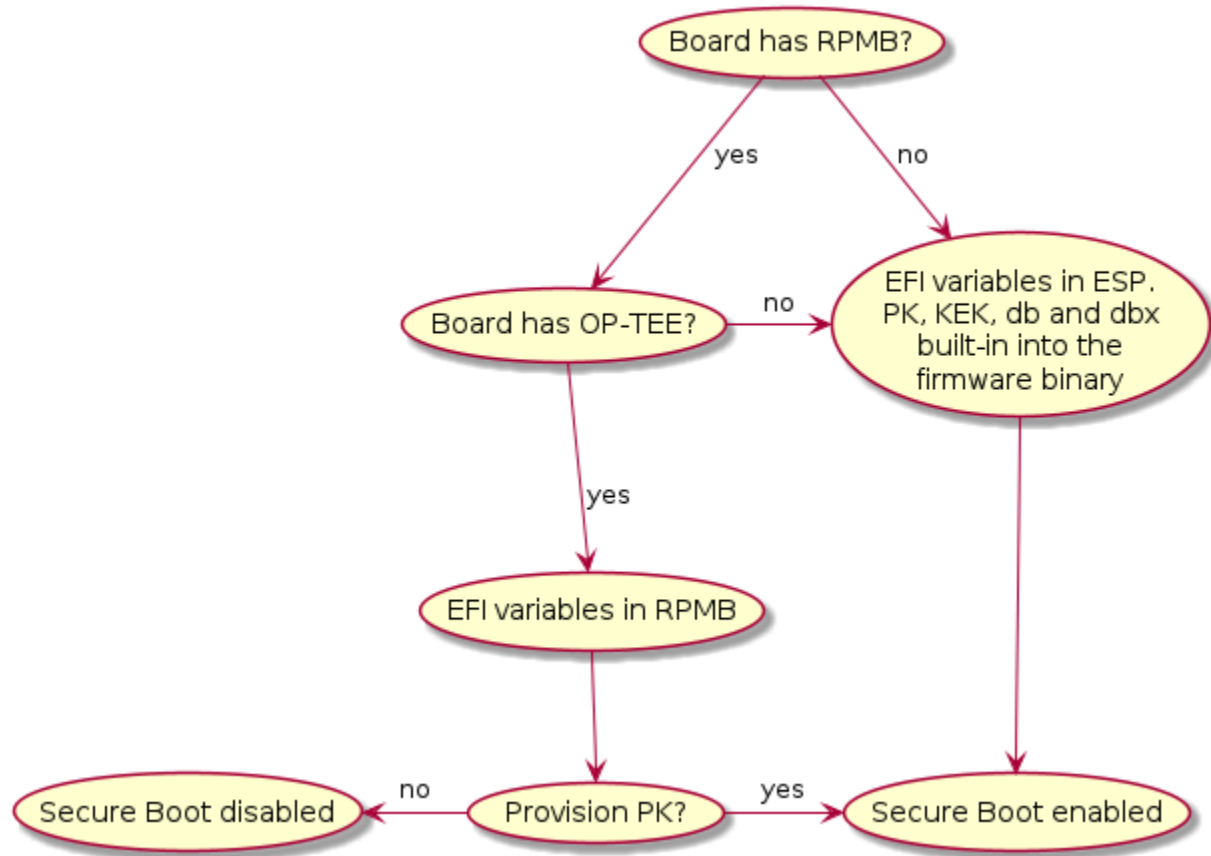 Board has RPMB?
yes
no
Board has OP-TEE?
no
EFI variables in ESP.
PK, KEK, db and dbx
built-in into the
firmware binary
yes
EFI variables in RPMB
Secure Boot disabled
no
Provision PK?
yes
Secure Boot enabled